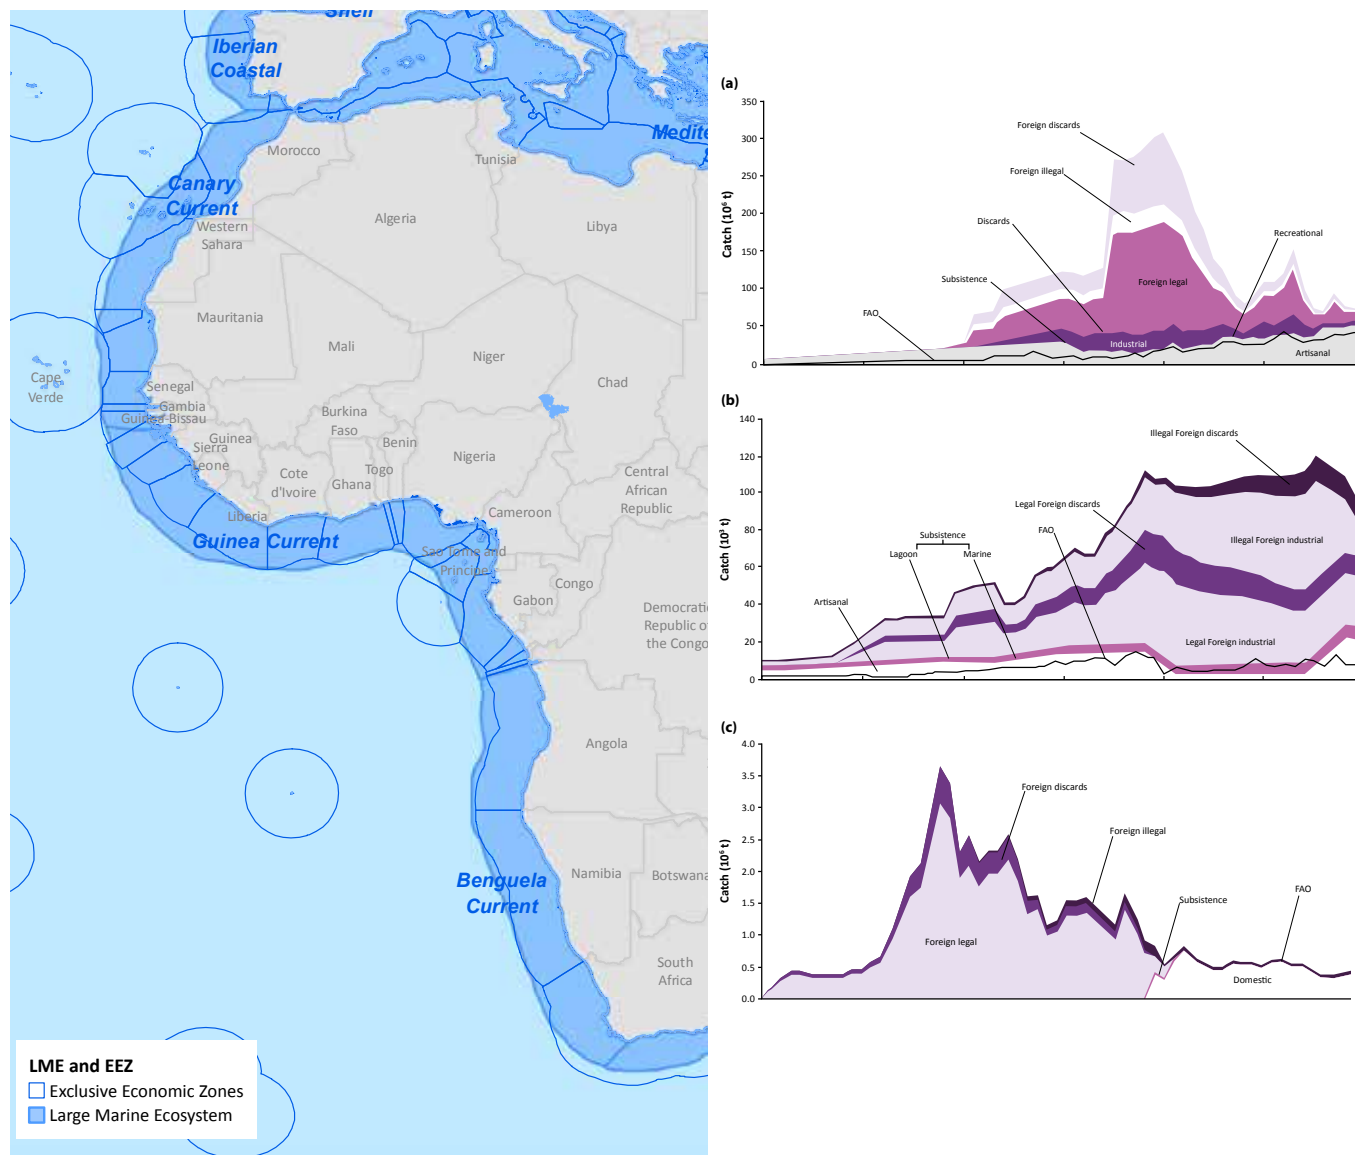 Shelf
Iberian
Coastal
Medite
Morocco
Tunisia
Canary
Current
Algeria
Libya
Western
Sahara
Mauritania
Mali
Niger
Chad
Cape
Verde
Senegal
Gambia
Guinea-Bissau
Guinea
Sierra
Leone
Burkina
Faso
Benin
Togo
Ghana
Cote
d'Ivoire
Nigeria
Central
African
Republic
Liberia
Cameroon
Guinea Current
Sao Tome and
Principe
Gabon
Congo
Democratic
Republic of
the Congo
Angola
Namibia
Botswana
Benguela
Current
South
Africa
LME and EEZ
Exclusive Economic Zones
Large Marine Ecosystem
(a)
Catch (10⁶ t)
350
300
250
200
150
100
50
0
Foreign discards
Foreign illegal
Discards
Recreational
Subsistence
Foreign legal
FAO
Industrial
Artisanal
(b)
Catch (10³ t)
140
120
100
80
60
40
20
0
Illegal Foreign discards
Legal Foreign discards
FAO
Subsistence
Lagoon
Marine
Illegal Foreign industrial
Artisanal
Legal Foreign industrial
(c)
Catch (10⁶ t)
4.0
3.5
3.0
2.5
2.0
1.5
1.0
0.5
0.0
Foreign discards
Foreign illegal
Subsistence
FAO
Foreign legal
Domestic